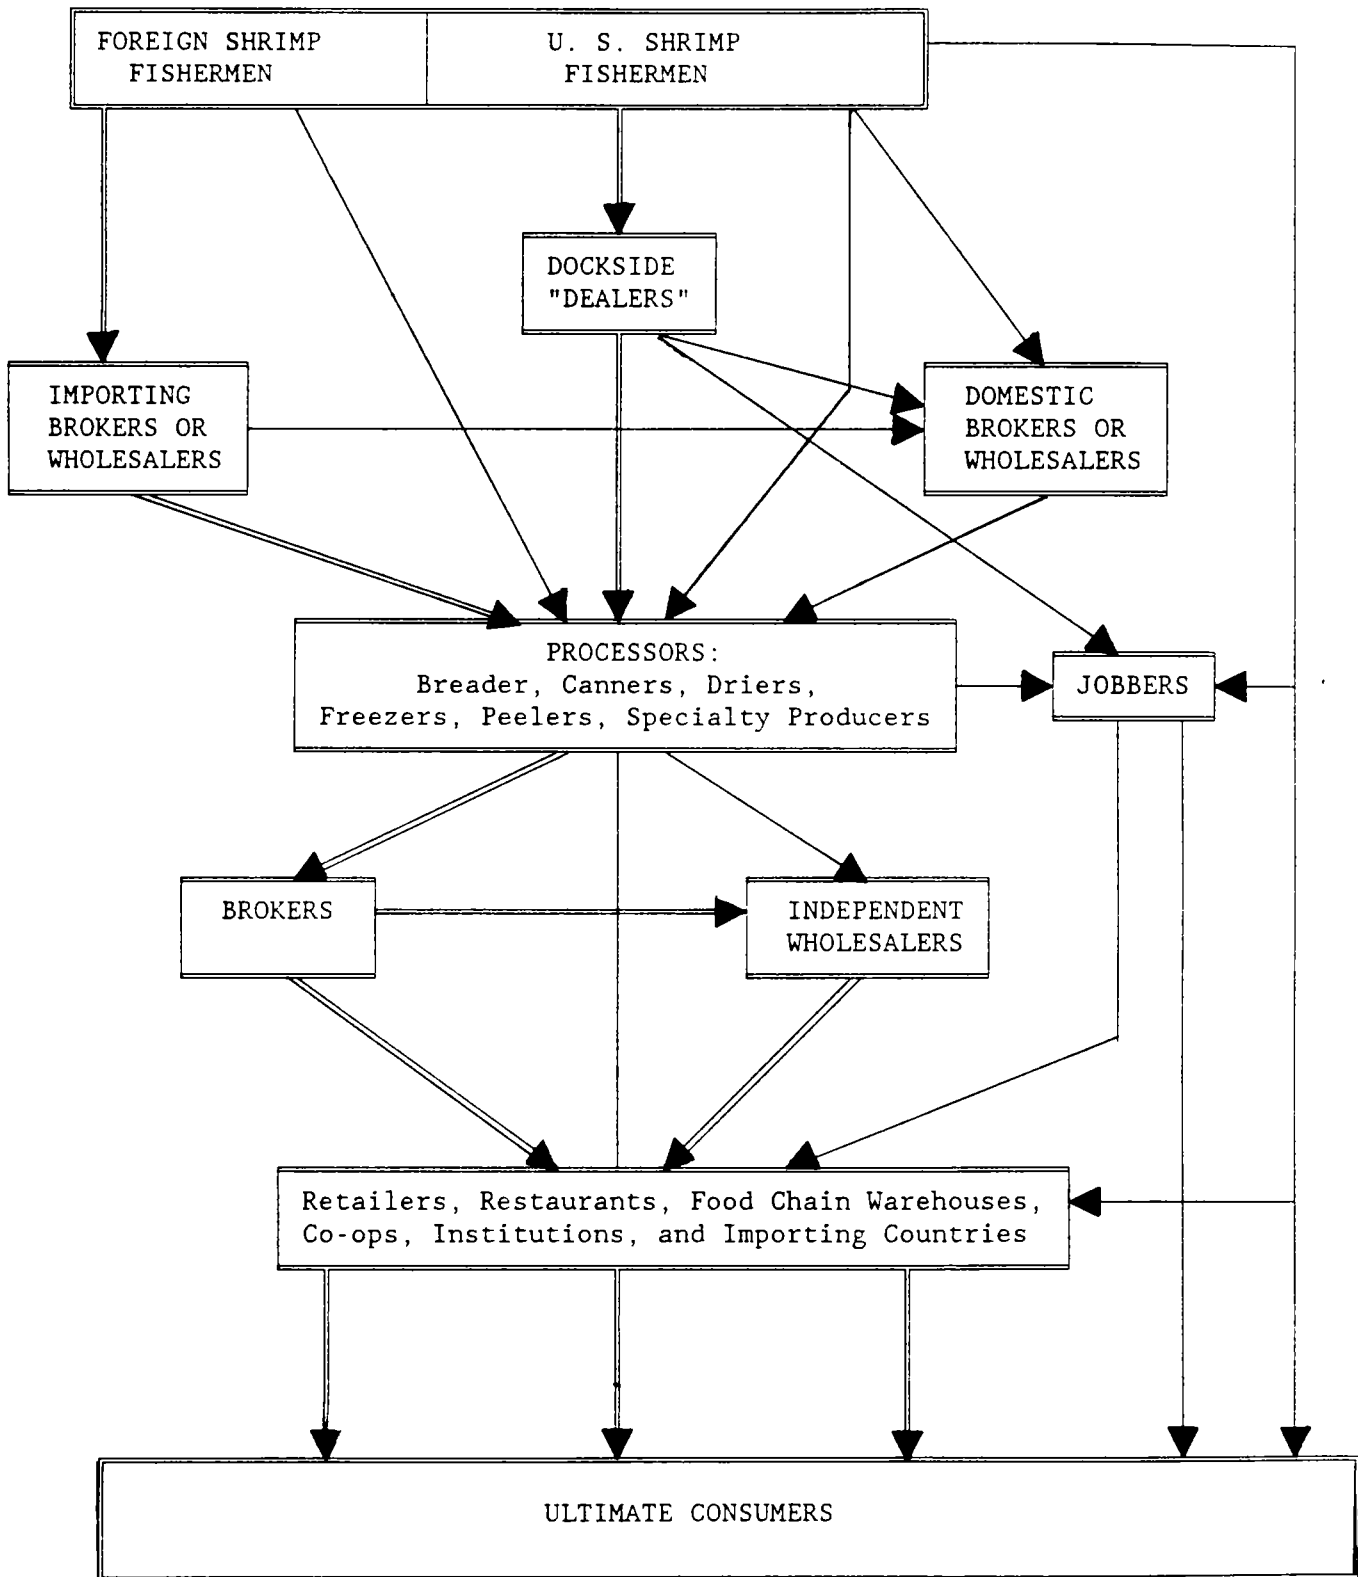 FOREIGN SHRIMP
FISHERMEN
U. S. SHRIMP
FISHERMEN
DOCKSIDE
"DEALERS"
IMPORTING
BROKERS OR
WHOLESALERS
DOMESTIC
BROKERS OR
WHOLESALERS
PROCESSORS:
Breader, Canners, Driers,
Freezers, Peelers, Specialty Producers
JOBBERS
BROKERS
INDEPENDENT
WHOLESALERS
Retailers, Restaurants, Food Chain Warehouses,
Co-ops, Institutions, and Importing Countries
ULTIMATE CONSUMERS